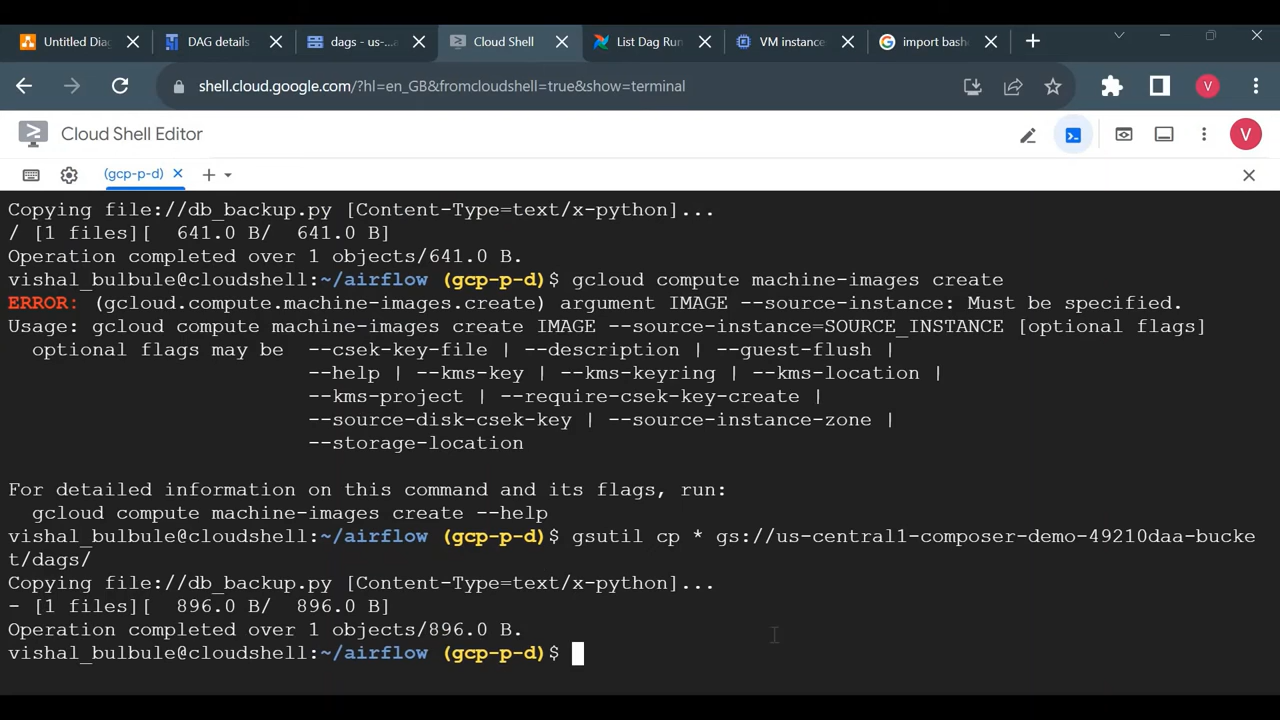 Untitled Dia
DAG details
dags - us-...
Cloud Shell
List Dag Run
VM instance
import bash
shell.cloud.google.com/?hl=en_GB&fromcloudshell=true&show=terminal
V
Cloud Shell Editor
V
(gcp-p-d)
Copying file://db_backup.py [Content-Type=text/x-python]...
/ [1 files][  641.0 B/  641.0 B]
Operation completed over 1 objects/641.0 B.
vishal_bulbule@cloudshell:~/airflow (gcp-p-d)$ gcloud compute machine-images create
ERROR: (gcloud.compute.machine-images.create) argument IMAGE --source-instance: Must be specified.
Usage: gcloud compute machine-images create IMAGE --source-instance=SOURCE_INSTANCE [optional flags]
optional flags may be  --csek-key-file | --description | --guest-flush |
--help | --kms-key | --kms-keyring | --kms-location |
--kms-project | --require-csek-key-create |
--source-disk-csek-key | --source-instance-zone |
--storage-location
For detailed information on this command and its flags, run:
gcloud compute machine-images create --help
vishal_bulbule@cloudshell:~/airflow (gcp-p-d)$ gsutil cp * gs://us-central1-composer-demo-49210daa-bucke
t/dags/
Copying file://db_backup.py [Content-Type=text/x-python]...
- [1 files][  896.0 B/  896.0 B]
Operation completed over 1 objects/896.0 B.
vishal_bulbule@cloudshell:~/airflow (gcp-p-d)$